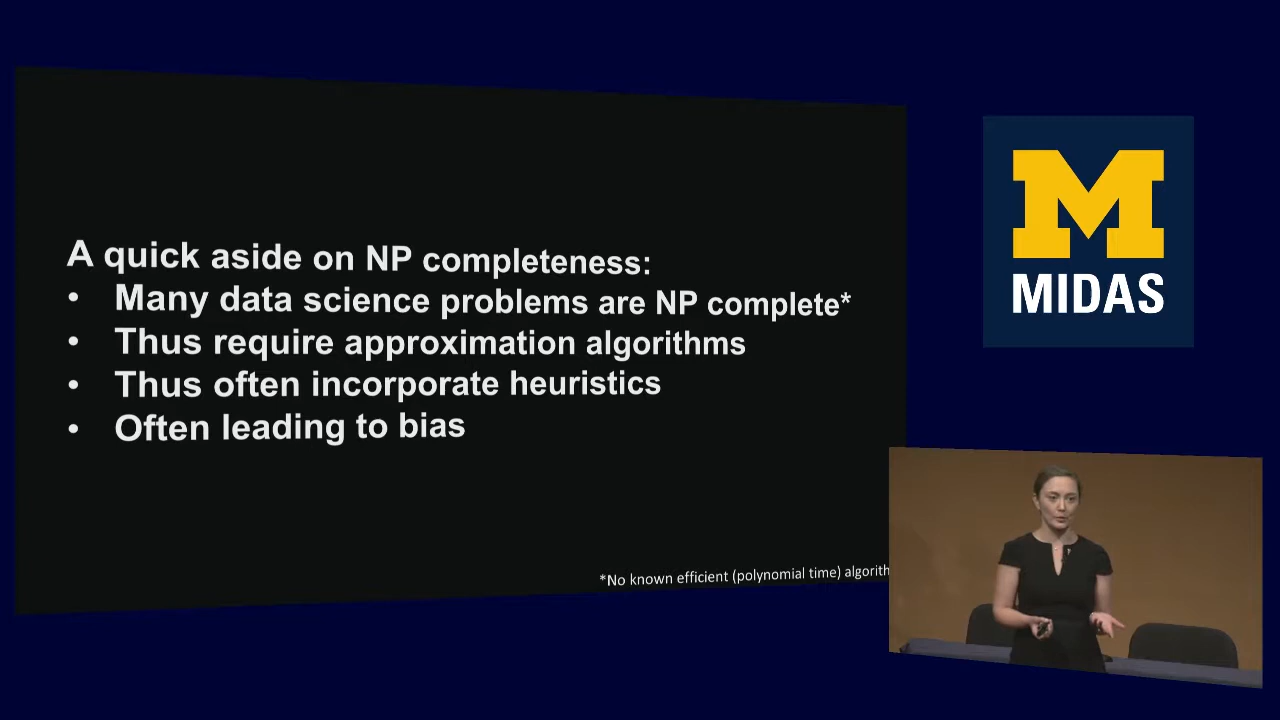 A quick aside on NP completeness:
• Many data science problems are NP complete*
• Thus require approximation algorithms
• Thus often incorporate heuristics
• Often leading to bias
*No known efficient (polynomial time) algorith
M
MIDAS